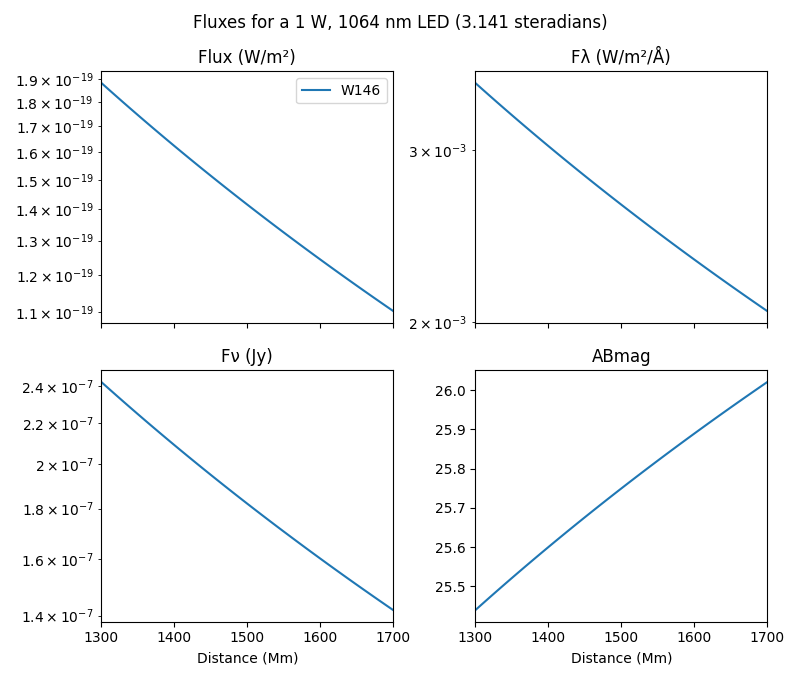 Fluxes for a 1 W, 1064 nm LED (3.141 steradians)
Flux (W/m²)
W146
1.9 × 10⁻¹⁹
1.8 × 10⁻¹⁹
1.7 × 10⁻¹⁹
1.6 × 10⁻¹⁹
1.5 × 10⁻¹⁹
1.4 × 10⁻¹⁹
1.3 × 10⁻¹⁹
1.2 × 10⁻¹⁹
1.1 × 10⁻¹⁹
Fλ (W/m²/Å)
3 × 10⁻³
2 × 10⁻³
Fν (Jy)
2.4 × 10⁻⁷
2.2 × 10⁻⁷
2 × 10⁻⁷
1.8 × 10⁻⁷
1.6 × 10⁻⁷
1.4 × 10⁻⁷
1300 1400 1500 1600 1700
Distance (Mm)
ABmag
26.0
25.9
25.8
25.7
25.6
25.5
1300 1400 1500 1600 1700
Distance (Mm)